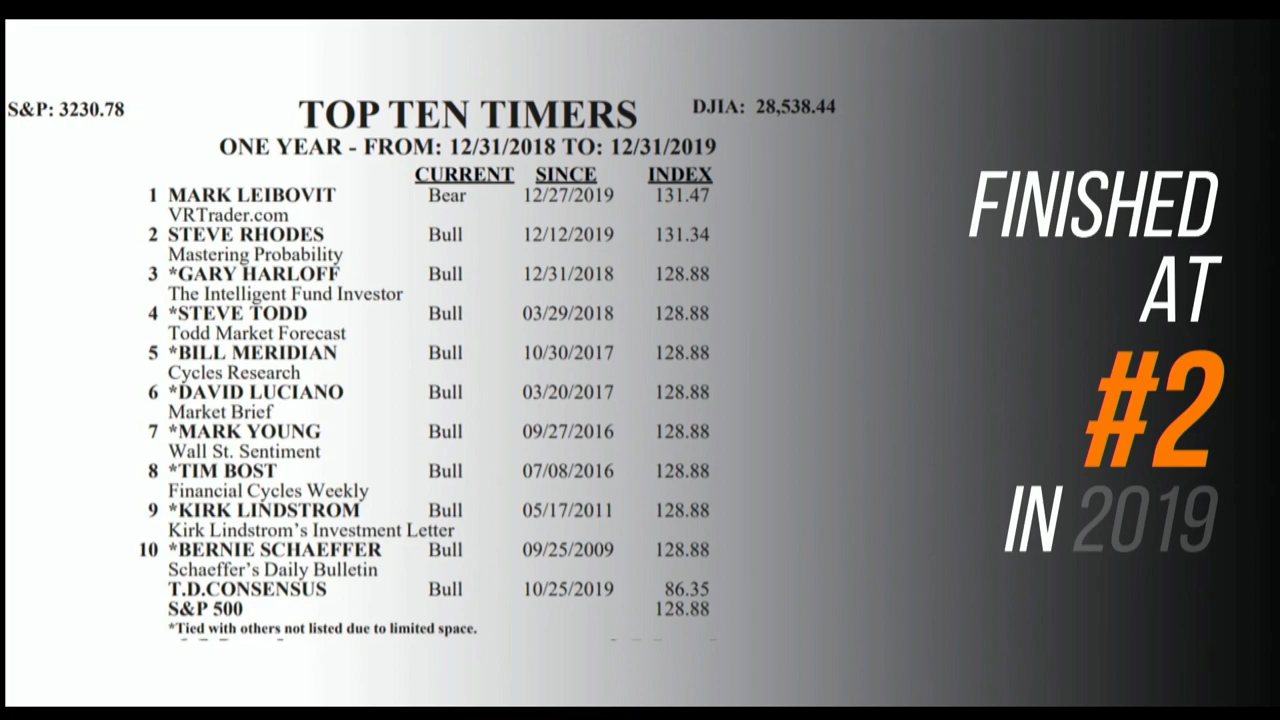 S&P: 3230.78
TOP TEN TIMERS
DJIA: 28,538.44
ONE YEAR - FROM: 12/31/2018 TO: 12/31/2019
CURRENT SINCE INDEX
1 MARK LEIBOVIT Bear 12/27/2019 131.47
VRTrader.com
2 STEVE RHODES Bull 12/12/2019 131.34
Mastering Probability
3 *GARY HARLOFF Bull 12/31/2018 128.88
The Intelligent Fund Investor
4 *STEVE TODD Bull 03/29/2018 128.88
Todd Market Forecast
5 *BILL MERIDIAN Bull 10/30/2017 128.88
Cycles Research
6 *DAVID LUCIANO Bull 03/20/2017 128.88
Market Brief
7 *MARK YOUNG Bull 09/27/2016 128.88
Wall St. Sentiment
8 *TIM BOST Bull 07/08/2016 128.88
Financial Cycles Weekly
9 *KIRK LINDSTROM Bull 05/17/2011 128.88
Kirk Lindstrom's Investment Letter
10 *BERNIE SCHAEFFER Bull 09/25/2009 128.88
Schaeffer's Daily Bulletin
T.D.CONSENSUS Bull 10/25/2019 86.35
S&P 500 128.88
*Tied with others not listed due to limited space.
FINISHED
AT
#2
IN 2019